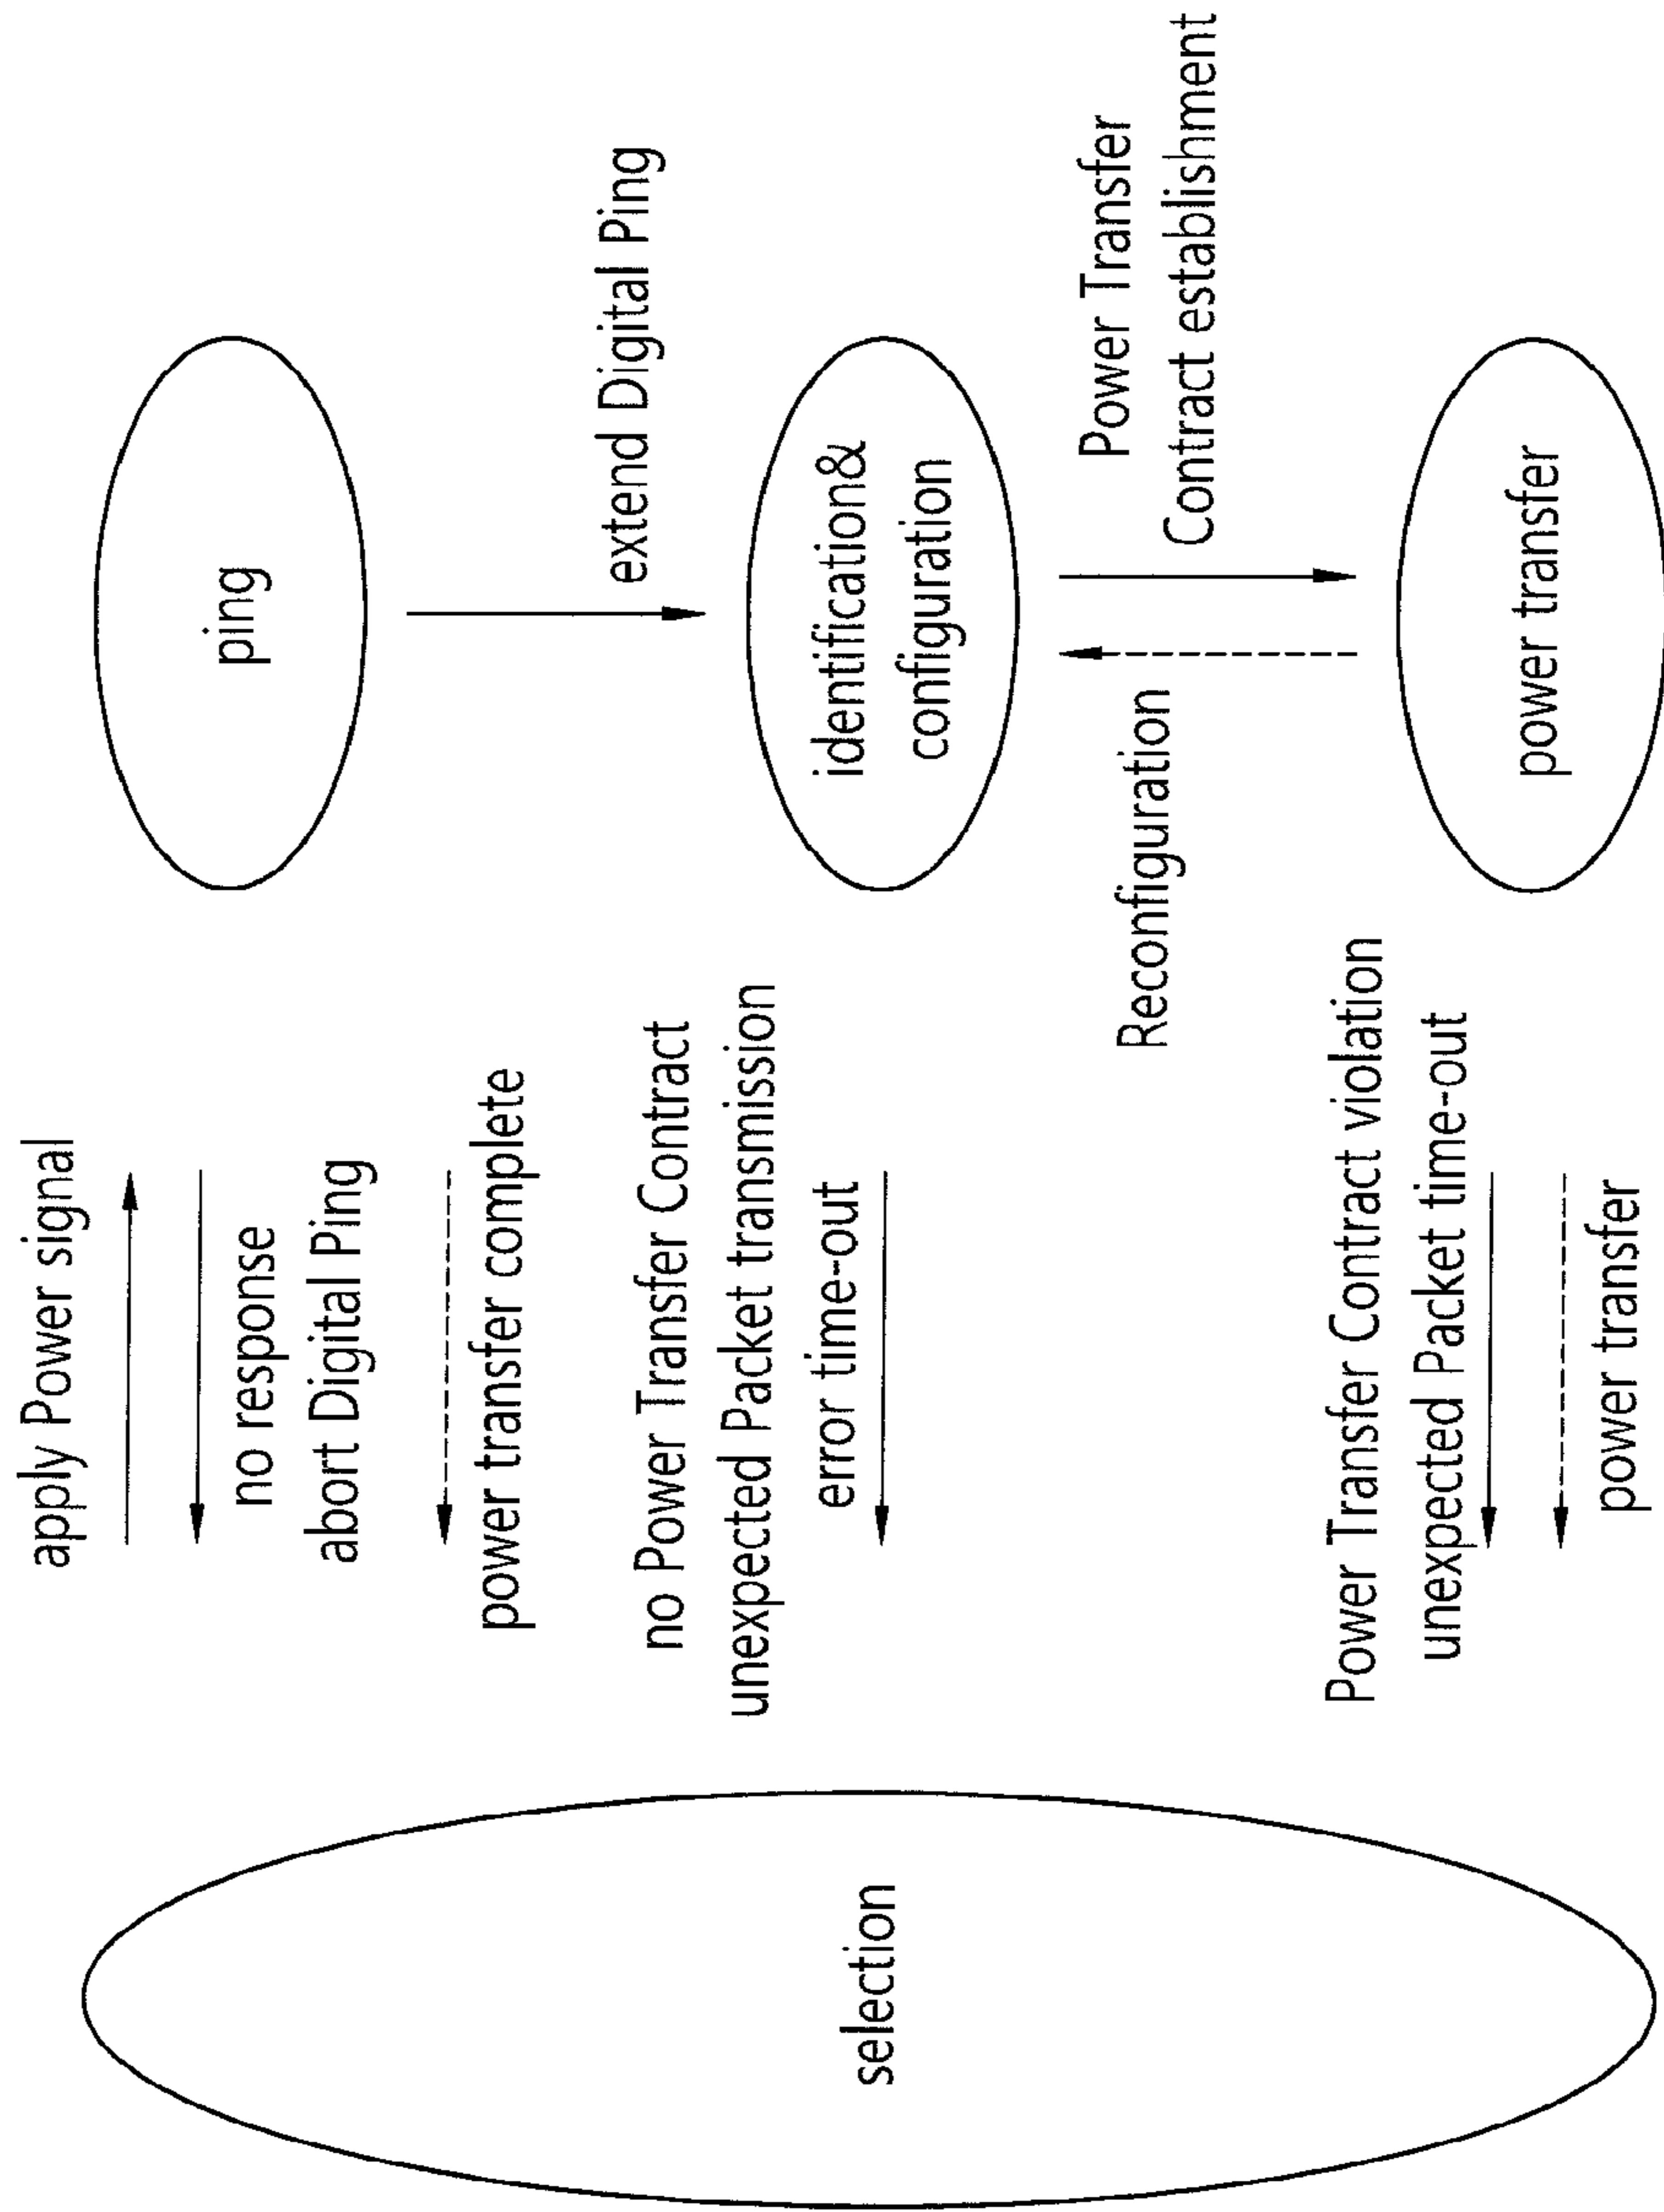 apply Power signal
no response
abort Digital Ping
power transfer complete
ping
extend Digital Ping
selection
no Power Transfer Contract
unexpected Packet transmission
error time-out
identification&
configuration
Reconfiguration
Power Transfer
Contract establishment
Power Transfer Contract violation
unexpected Packet time-out
power transfer
power transfer